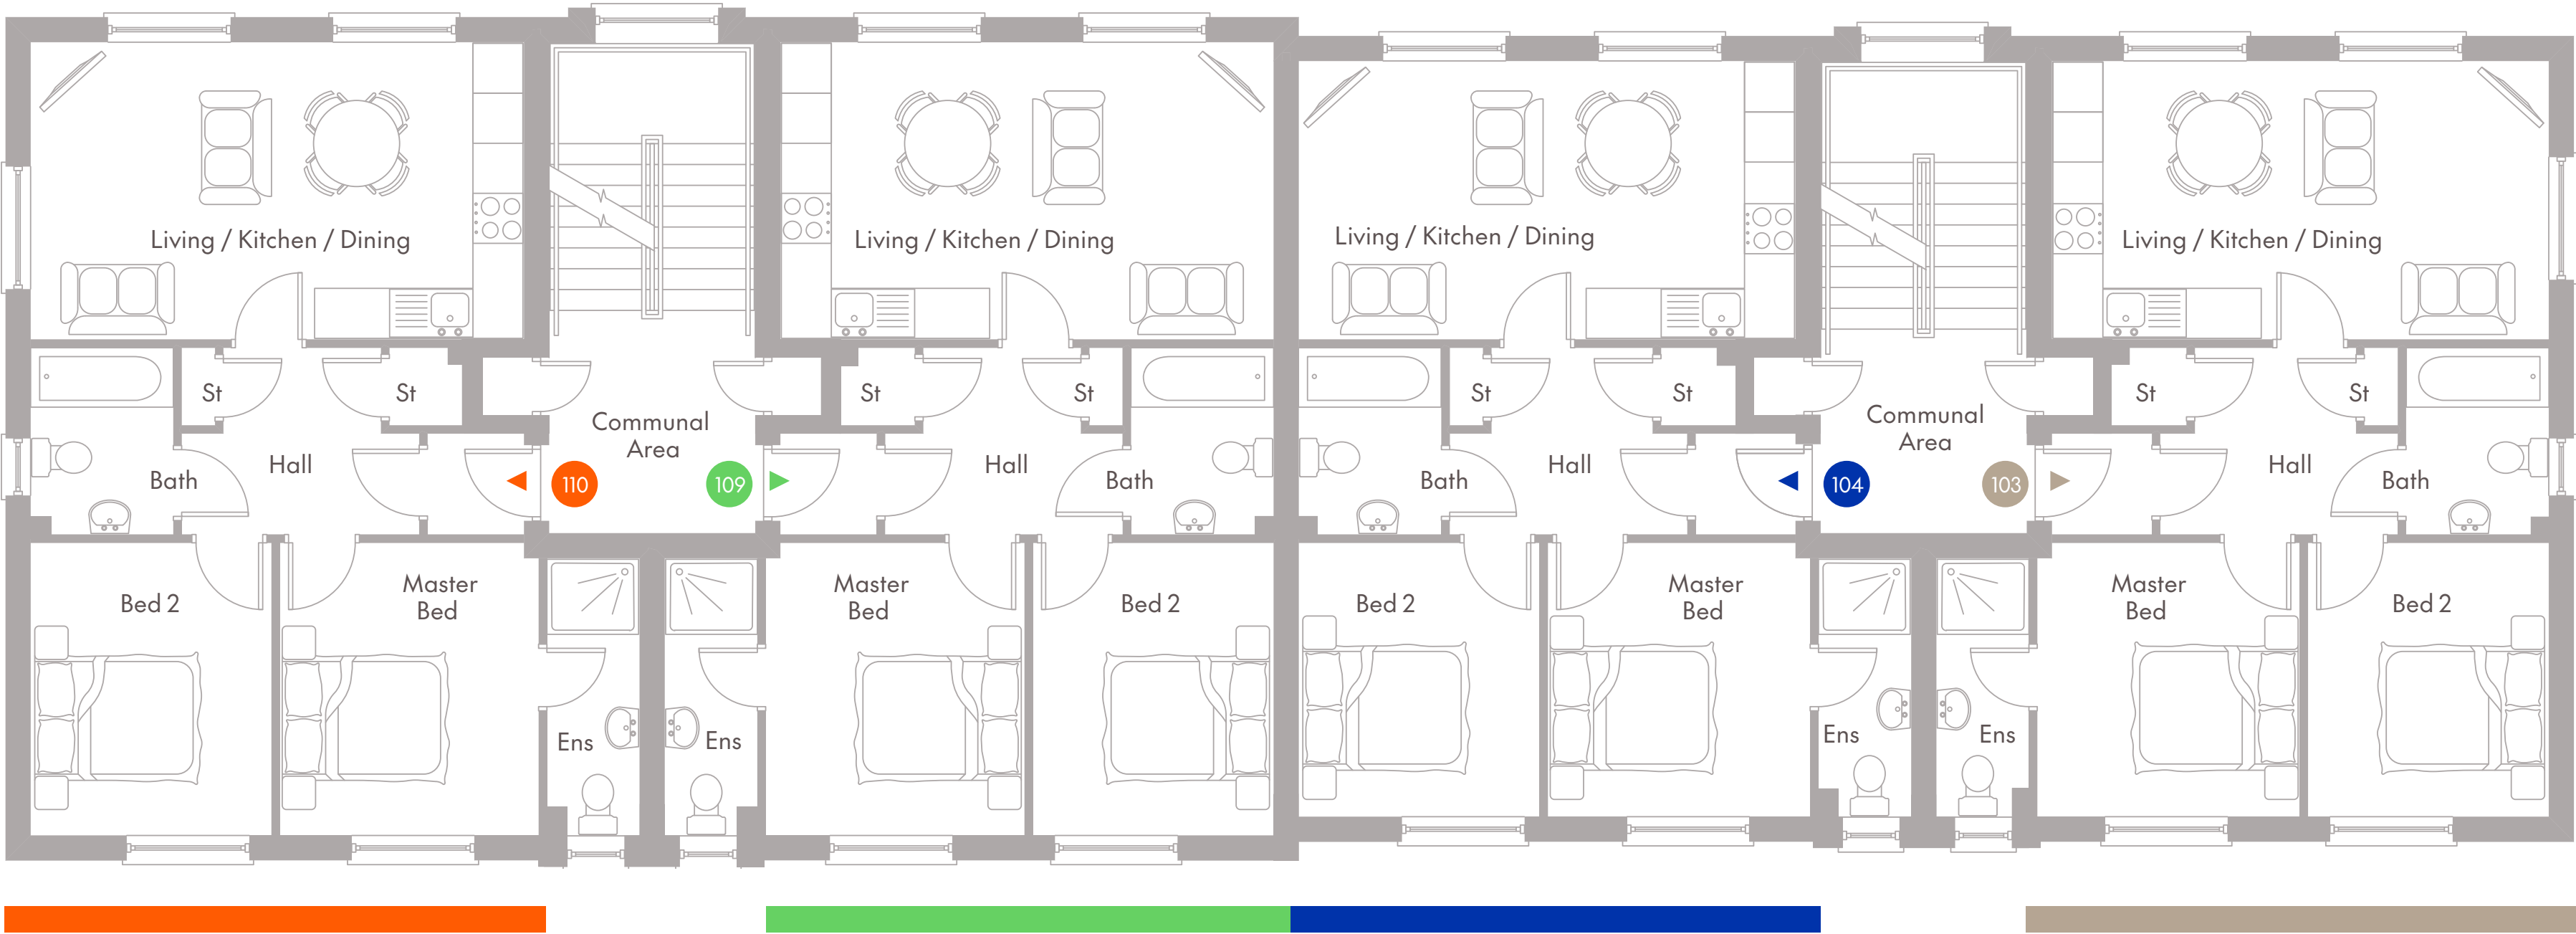 Living / Kitchen / Dining
Living / Kitchen / Dining
Living / Kitchen / Dining
Living / Kitchen / Dining
St
St
St
St
St
St
St
St
Communal
Area
Communal
Area
Bath
Hall
110
109
Hall
Bath
Bath
Hall
104
103
Hall
Bath
Bed 2
Master
Bed
Master
Bed
Bed 2
Bed 2
Master
Bed
Master
Bed
Bed 2
Ens
Ens
Ens
Ens